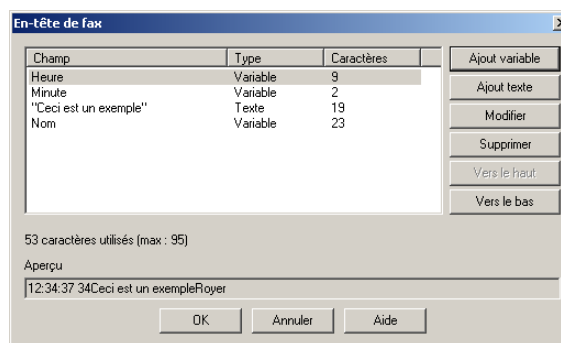 En-tête de fax
Champ Type Caractères
Heure Variable 9
Minute Variable 2
"Ceci est un exemple" Texte 19
Nom Variable 23
Ajout variable
Ajout texte
Modifier
Supprimer
Vers le haut
Vers le bas
53 caractères utilisés (max : 95)
Aperçu
12:34:37 34Ceci est un exempleRoyer
OK Annuler Aide